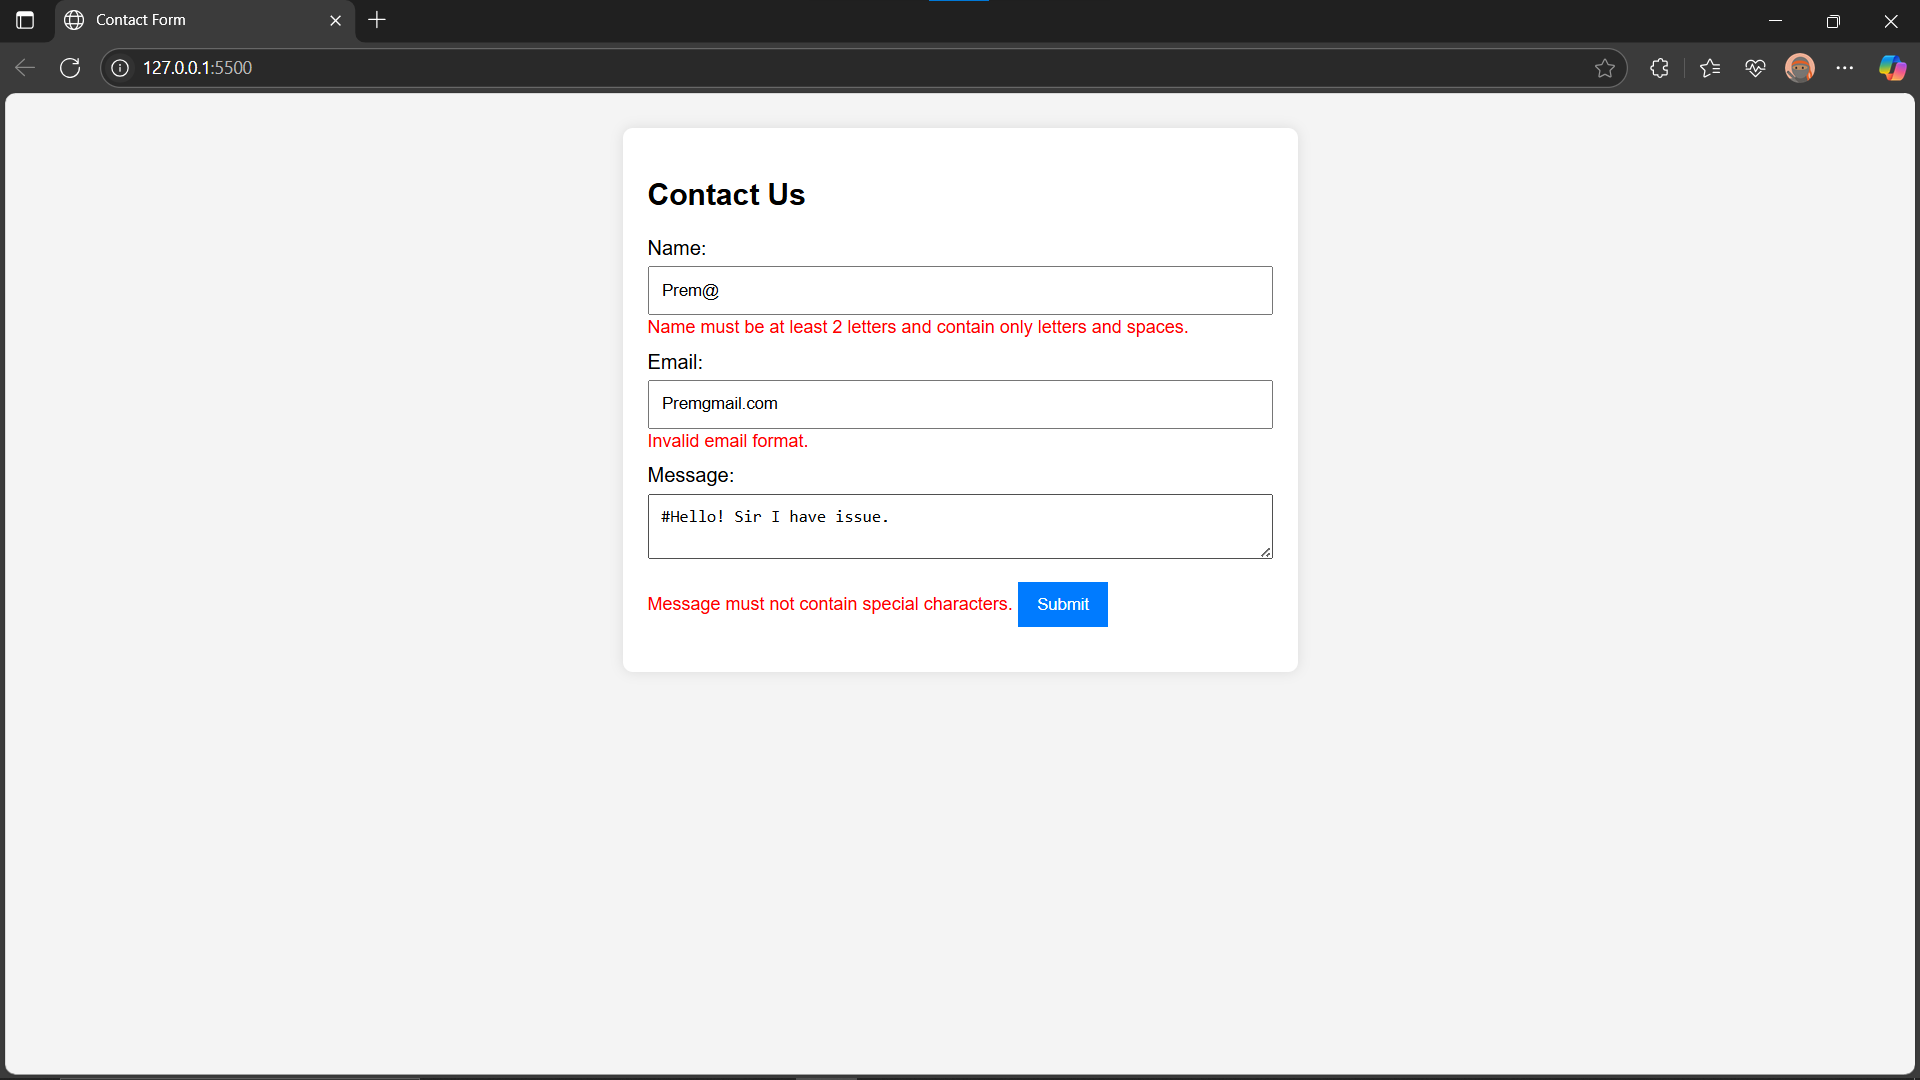 Contact Form
127.0.0.1:5500
Contact Us
Name:
Prem@
Name must be at least 2 letters and contain only letters and spaces.
Email:
Premgmail.com
Invalid email format.
Message:
#Hello! Sir I have issue.
Message must not contain special characters. Submit